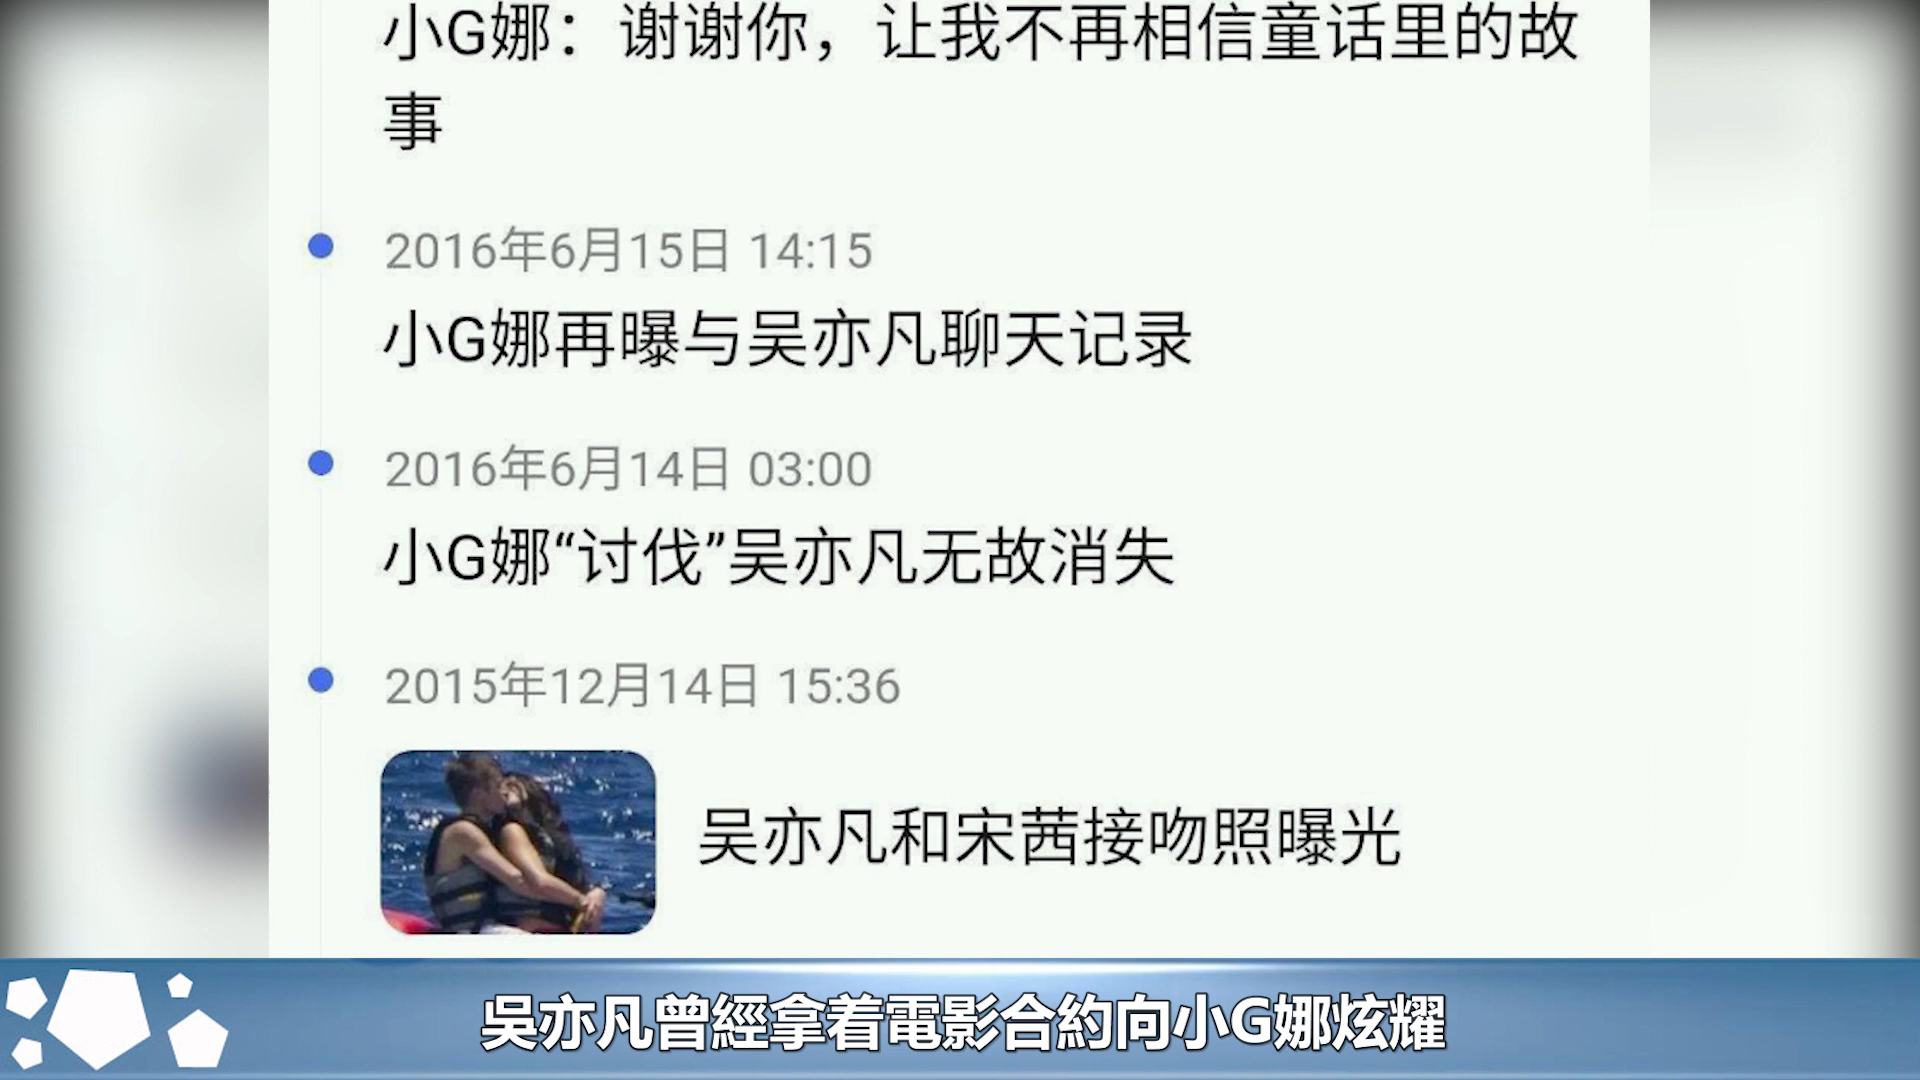 小G娜：谢谢你，让我不再相信童话里的故
事
2016年6月15日 14:15
小G娜再曝与吴亦凡聊天记录
2016年6月14日 03:00
小G娜“讨伐”吴亦凡无故消失
2015年12月14日 15:36
吴亦凡和宋茜接吻照曝光
吳亦凡曾經拿着電影合約向小G娜炫耀